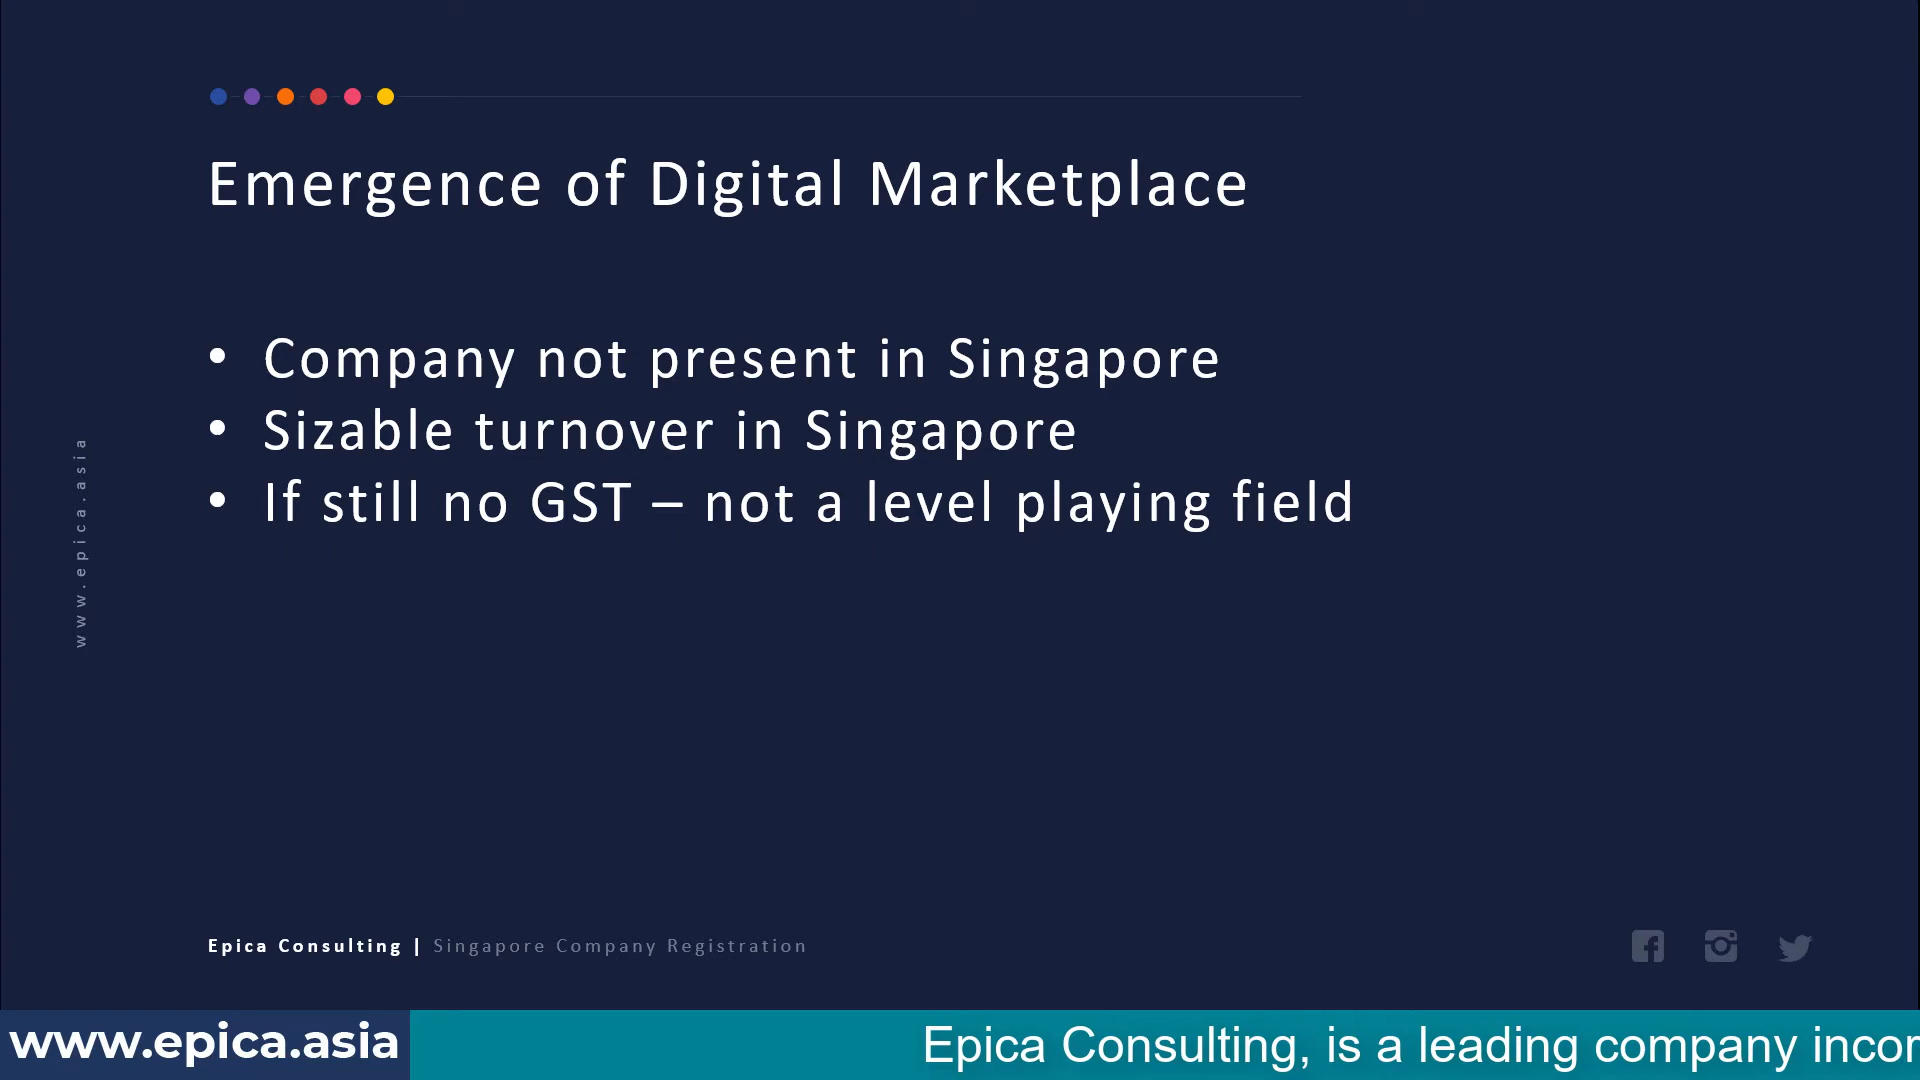 Emergence of Digital Marketplace
• Company not present in Singapore
• Sizable turnover in Singapore
• If still no GST – not a level playing field
www.epica.asia
Epica Consulting | Singapore Company Registration
www.epica.asia
Epica Consulting, is a leading company incor